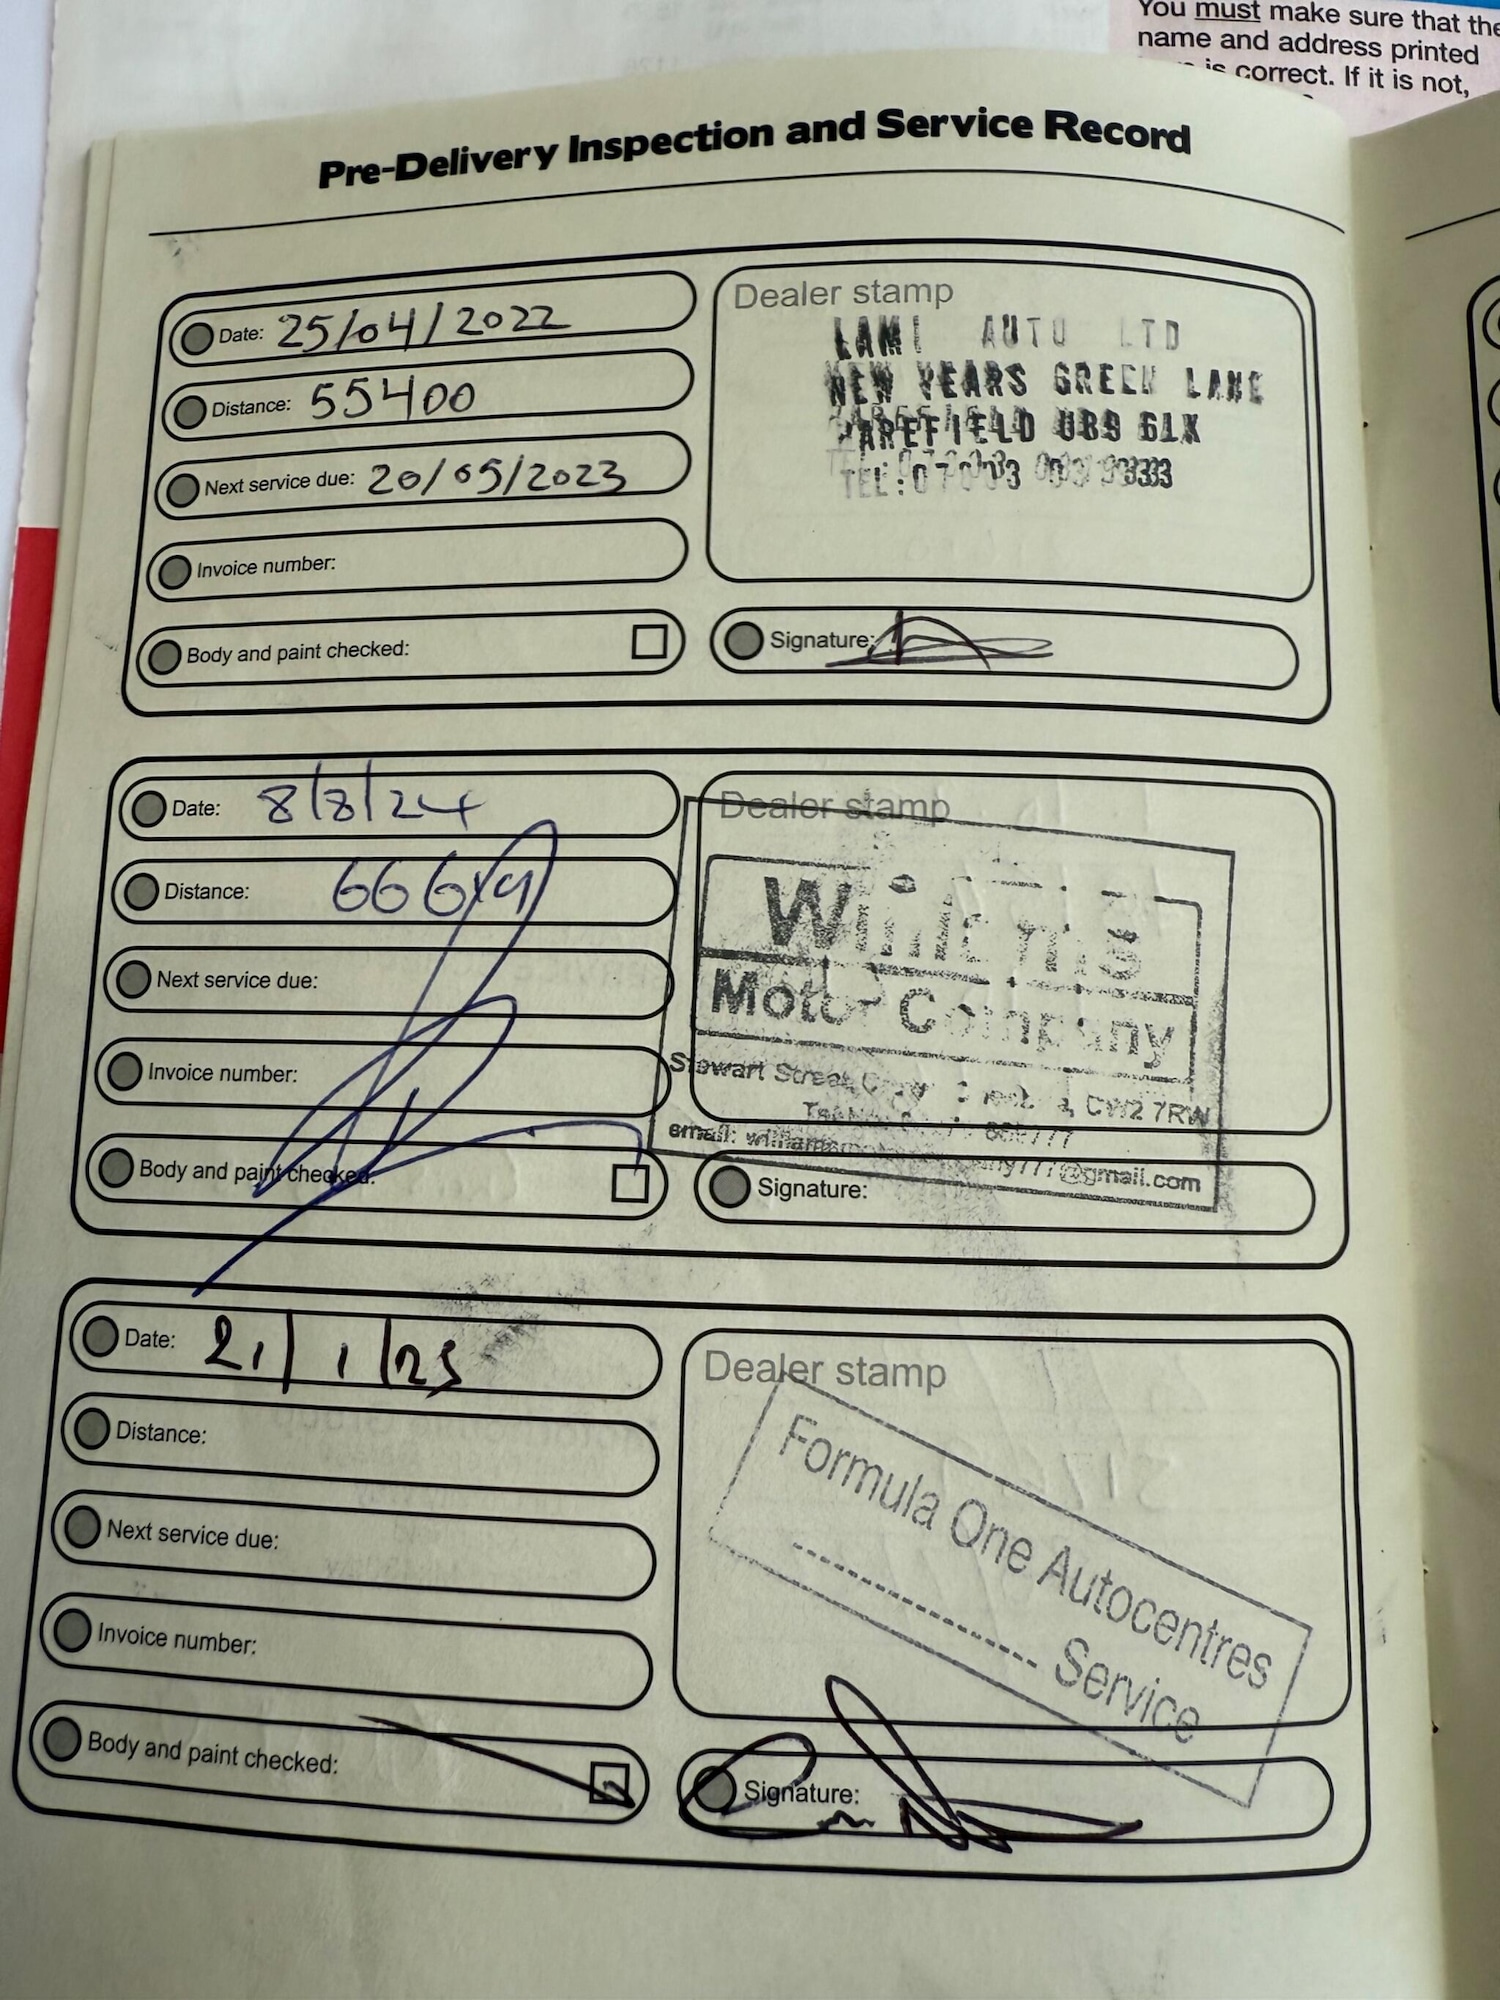 You must make sure that the
name and address printed
is correct. If it is not,
Pre-Delivery Inspection and Service Record
Date: 25/04/2022
Distance: 55400
Next service due: 20/05/2023
Invoice number:
Body and paint checked:
Dealer stamp
LAMI AUTO LTD
NEW YEARS GREEN LANE
HAREFIELD UB9 6LX
TEL:
Signature:
Date: 8/8/24
Distance:
Next service due:
Invoice number:
Body and paint checked:
Dealer stamp
Williams
Motor Company
Stewart Street, CW2 7RW
email:
Signature:
Date: 21/1/25
Distance:
Next service due:
Invoice number:
Body and paint checked:
Dealer stamp
Formula One Autocentres
Service
Signature: